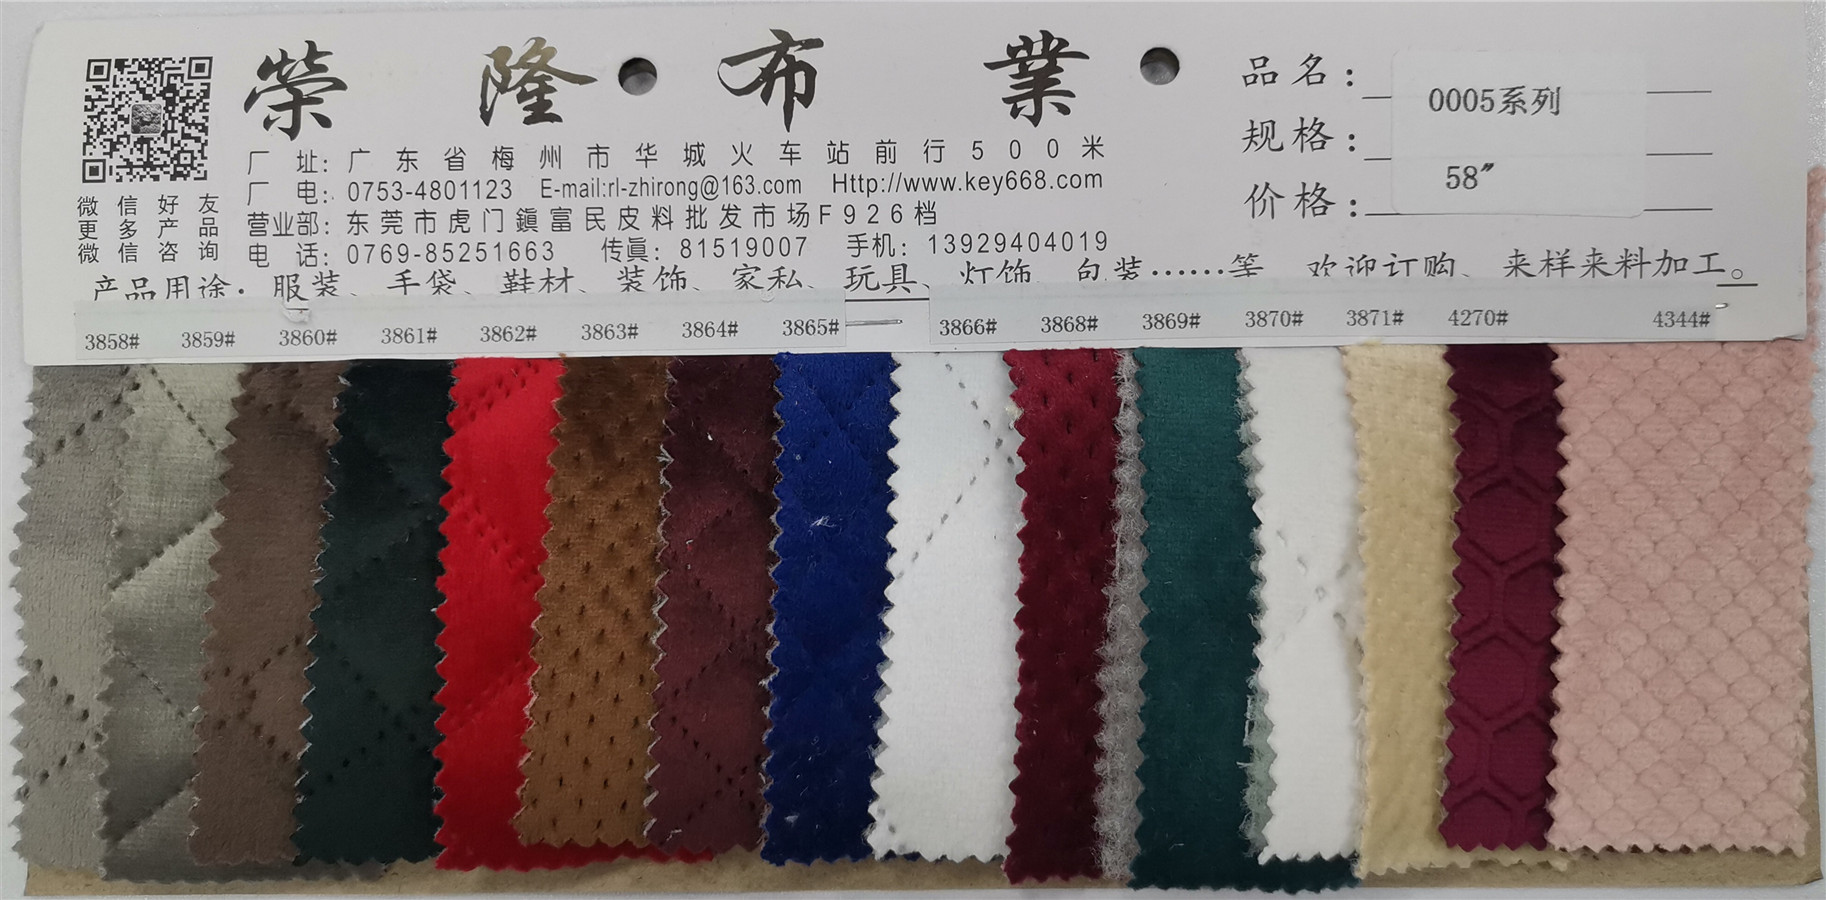 榮隆布業
厂 址: 广东省梅州市华城火车站前行500米
厂 电: 0753-4801123 E-mail:rl-zhirong@163.com Http://www.key668.com
营业部: 东莞市虎门鎭富民皮料批发市场F926档
电 话: 0769-85251663 传眞: 81519007 手机: 13929404019
微信好友
更多产品
微信咨询
品名:
规格:
价格:
0005系列
58"
产品用途: 服装、手袋、鞋材、装饰、家私、玩具、灯饰、包装……等 欢迎订购、来样来料加工。
3858# 3859# 3860# 3861# 3862# 3863# 3864# 3865# 3866# 3868# 3869# 3870# 3871# 4270# 4344#